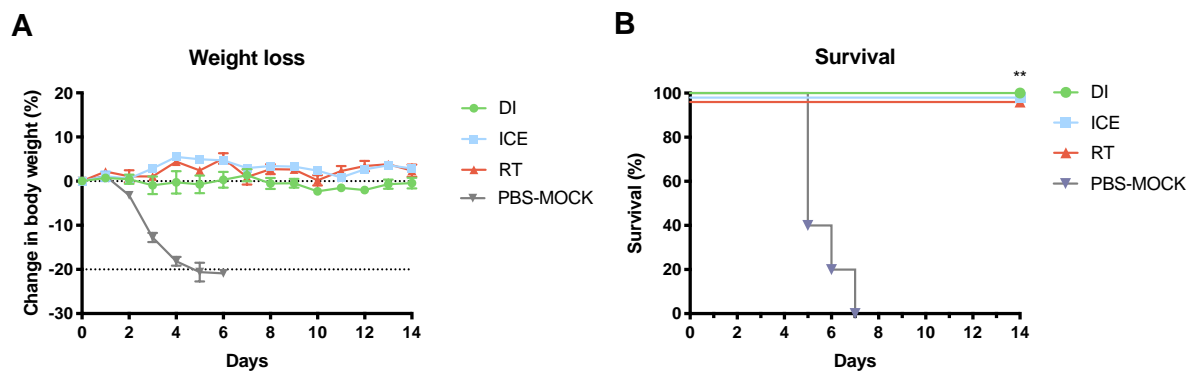 A
Weight loss
Change in body weight (%)
20
10
0
-10
-20
-30
0
2
4
6
8
10
12
14
Days
DI
ICE
RT
PBS-MOCK
B
Survival
**
Survival (%)
100
80
60
40
20
0
0
2
4
6
8
10
12
14
Days
DI
ICE
RT
PBS-MOCK